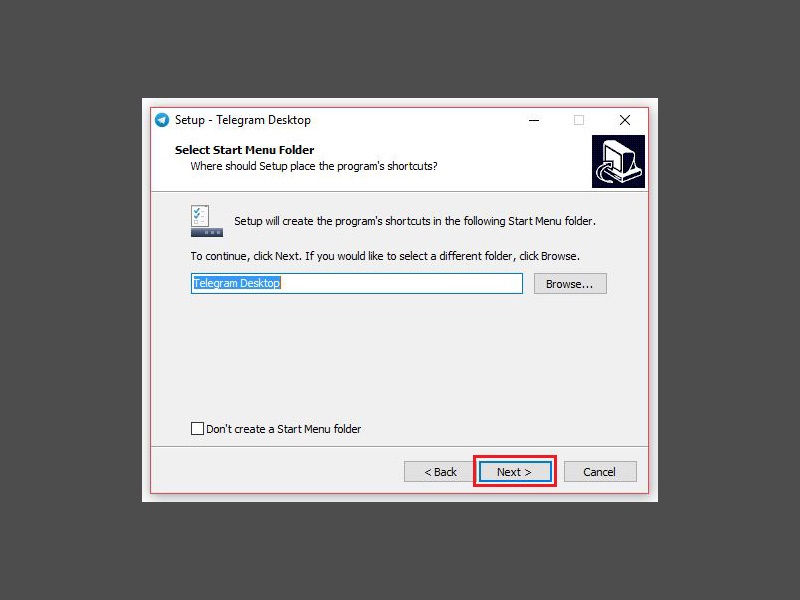 Setup - Telegram Desktop
Select Start Menu Folder
Where should Setup place the program's shortcuts?
Setup will create the program's shortcuts in the following Start Menu folder.
To continue, click Next. If you would like to select a different folder, click Browse.
Telegram Desktop
Browse...
Don't create a Start Menu folder
< Back
Next >
Cancel